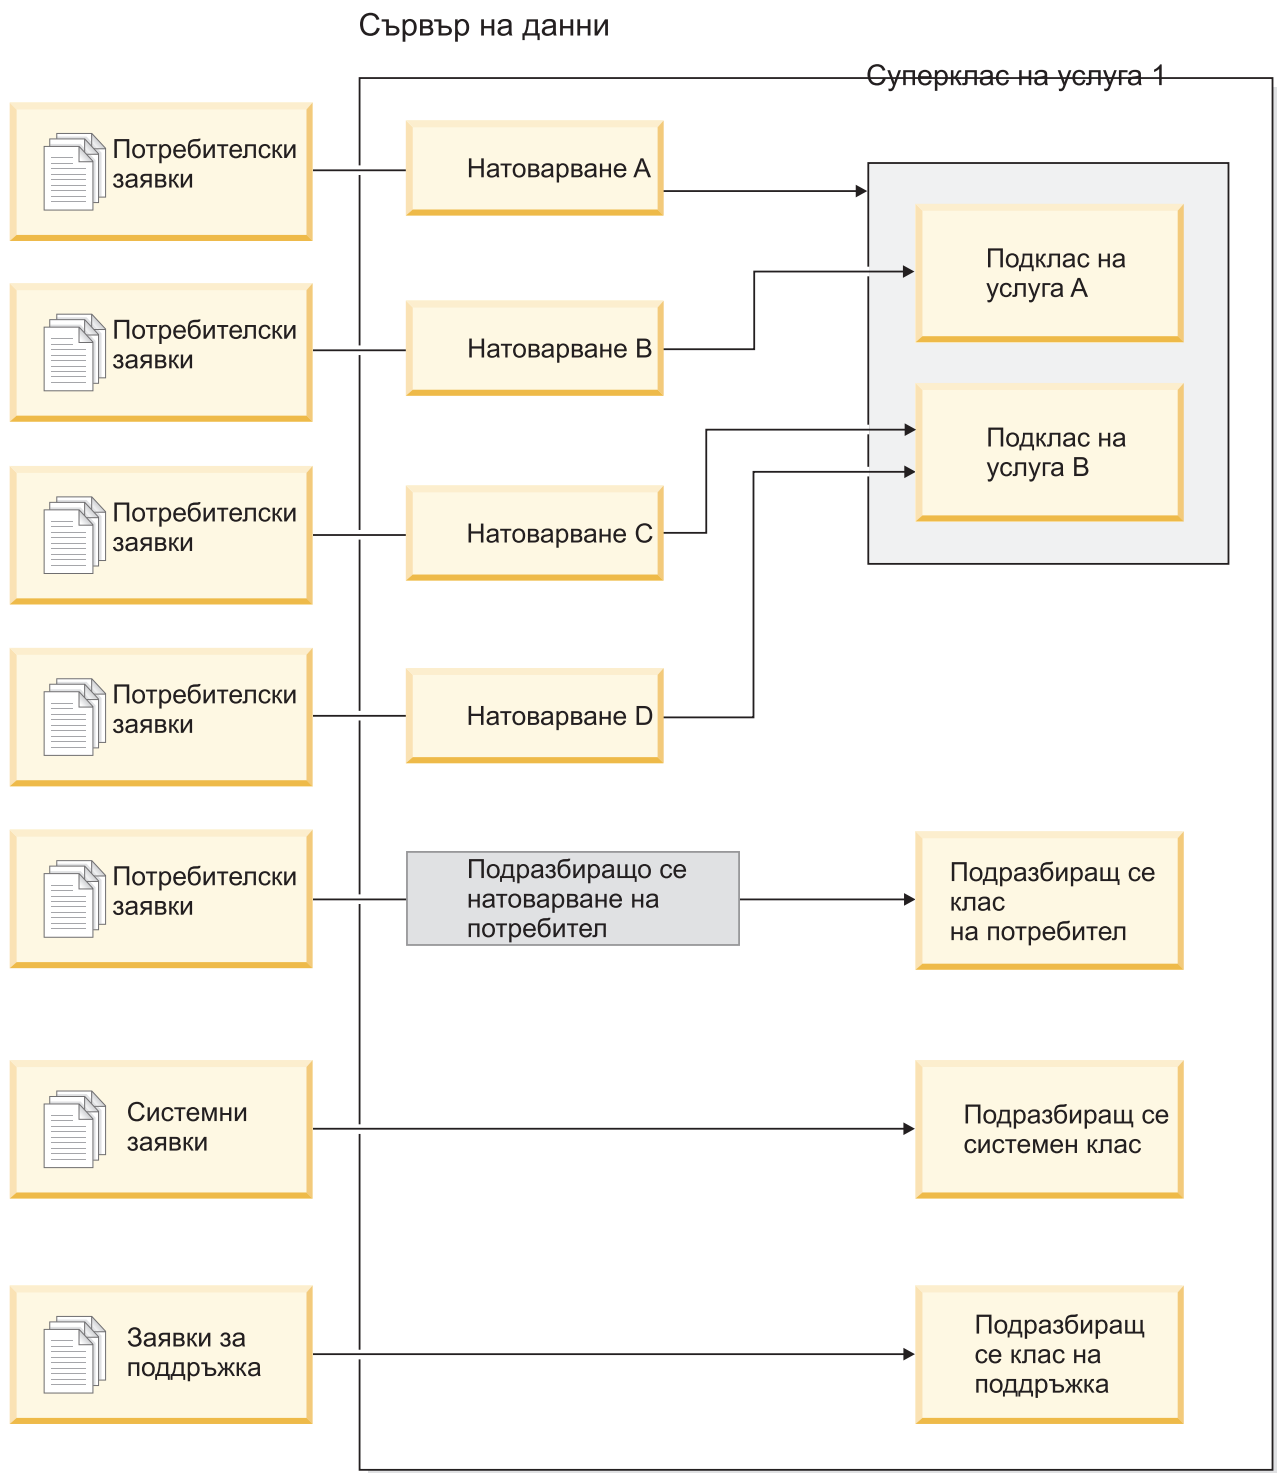 Сървър на данни
Суперклас на услуга 1
Потребителски
заявки
Натоварване A
Подклас на
услуга A
Потребителски
заявки
Натоварване B
Подклас на
услуга B
Потребителски
заявки
Натоварване C
Потребителски
заявки
Натоварване D
Потребителски
заявки
Подразбиращо се
натоварване на
потребител
Подразбиращ се
клас
на потребител
Системни
заявки
Подразбиращ се
системен клас
Заявки за
поддръжка
Подразбиращ
се клас на
поддръжка